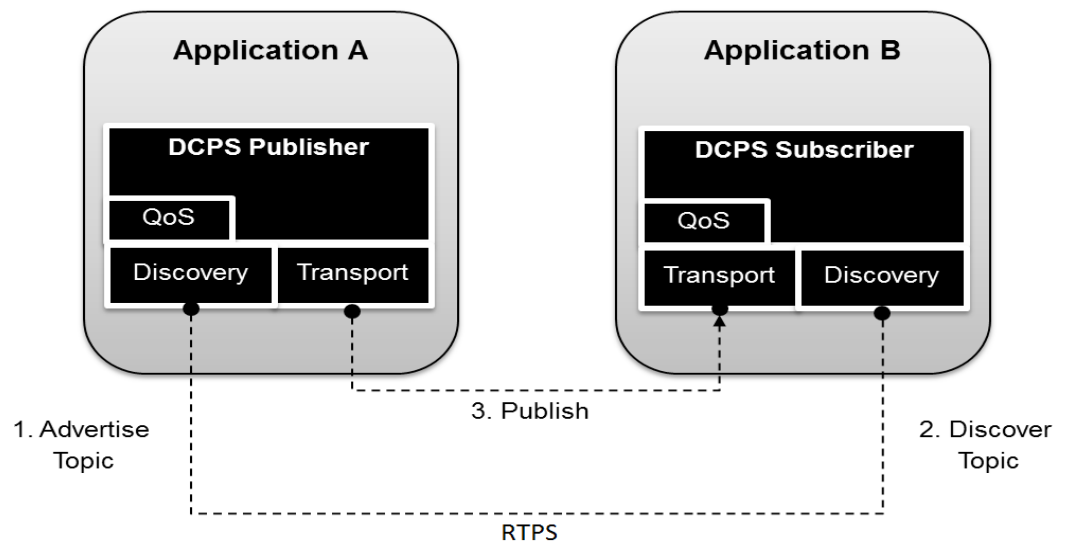 Application A
Application B
DCPS Publisher
DCPS Subscriber
QoS
QoS
Discovery
Transport
Transport
Discovery
3. Publish
1. Advertise
Topic
2. Discover
Topic
RTPS